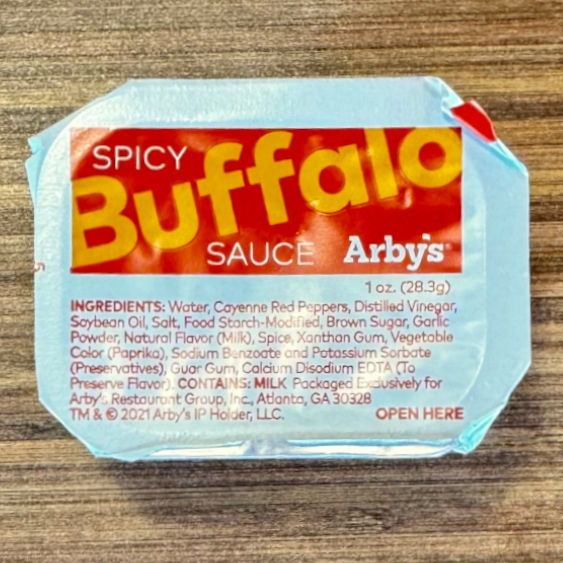 SPICY
Buffalo
SAUCE Arby's®
1 oz. (28.3g)
INGREDIENTS: Water, Cayenne Red Peppers, Distilled Vinegar,
Soybean Oil, Salt, Food Starch-Modified, Brown Sugar, Garlic
Powder, Natural Flavor (Milk), Spice, Xanthan Gum, Vegetable
Color (Paprika), Sodium Benzoate and Potassium Sorbate
(Preservatives), Guar Gum, Calcium Disodium EDTA (To
Preserve Flavor). CONTAINS: MILK Packaged Exclusively for
Arby's Restaurant Group, Inc., Atlanta, GA 30328
TM & © 2021 Arby's IP Holder, LLC. OPEN HERE
5